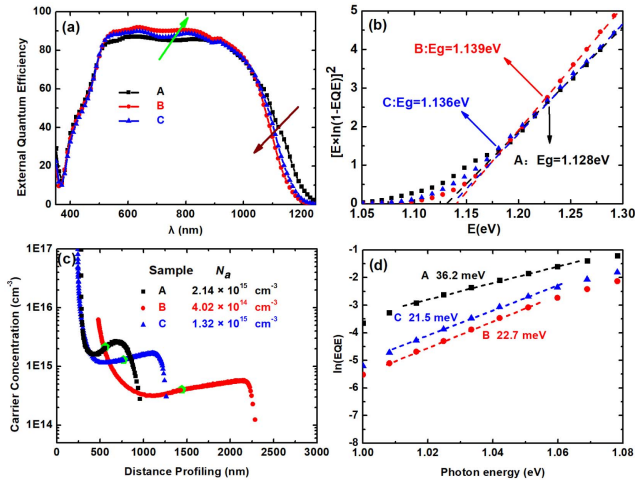 (a)
External Quantum Efficiency
100
90
80
70
60
50
40
30
20
10
0
A
B
C
400
600
800
1000
1200
λ (nm)
(b)
[E×ln(1-EQE)]²
5
4
3
2
1
0
B:Eg=1.139eV
C:Eg=1.136eV
A: Eg=1.128eV
1.05
1.10
1.15
1.20
1.25
1.30
E(eV)
(c)
Carrier Concentration (cm⁻³)
1E17
1E16
1E15
1E14
Sample Nₐ
A 2.14 × 10¹⁵ cm⁻³
B 4.02 × 10¹⁴ cm⁻³
C 1.32 × 10¹⁵ cm⁻³
0
500
1000
1500
2000
2500
3000
Distance Profiling (nm)
(d)
ln(EQE)
0
-1
-2
-3
-4
-5
-6
-7
-8
A 36.2 meV
C 21.5 meV
B 22.7 meV
1.00
1.02
1.04
1.06
1.08
Photon energy (eV)